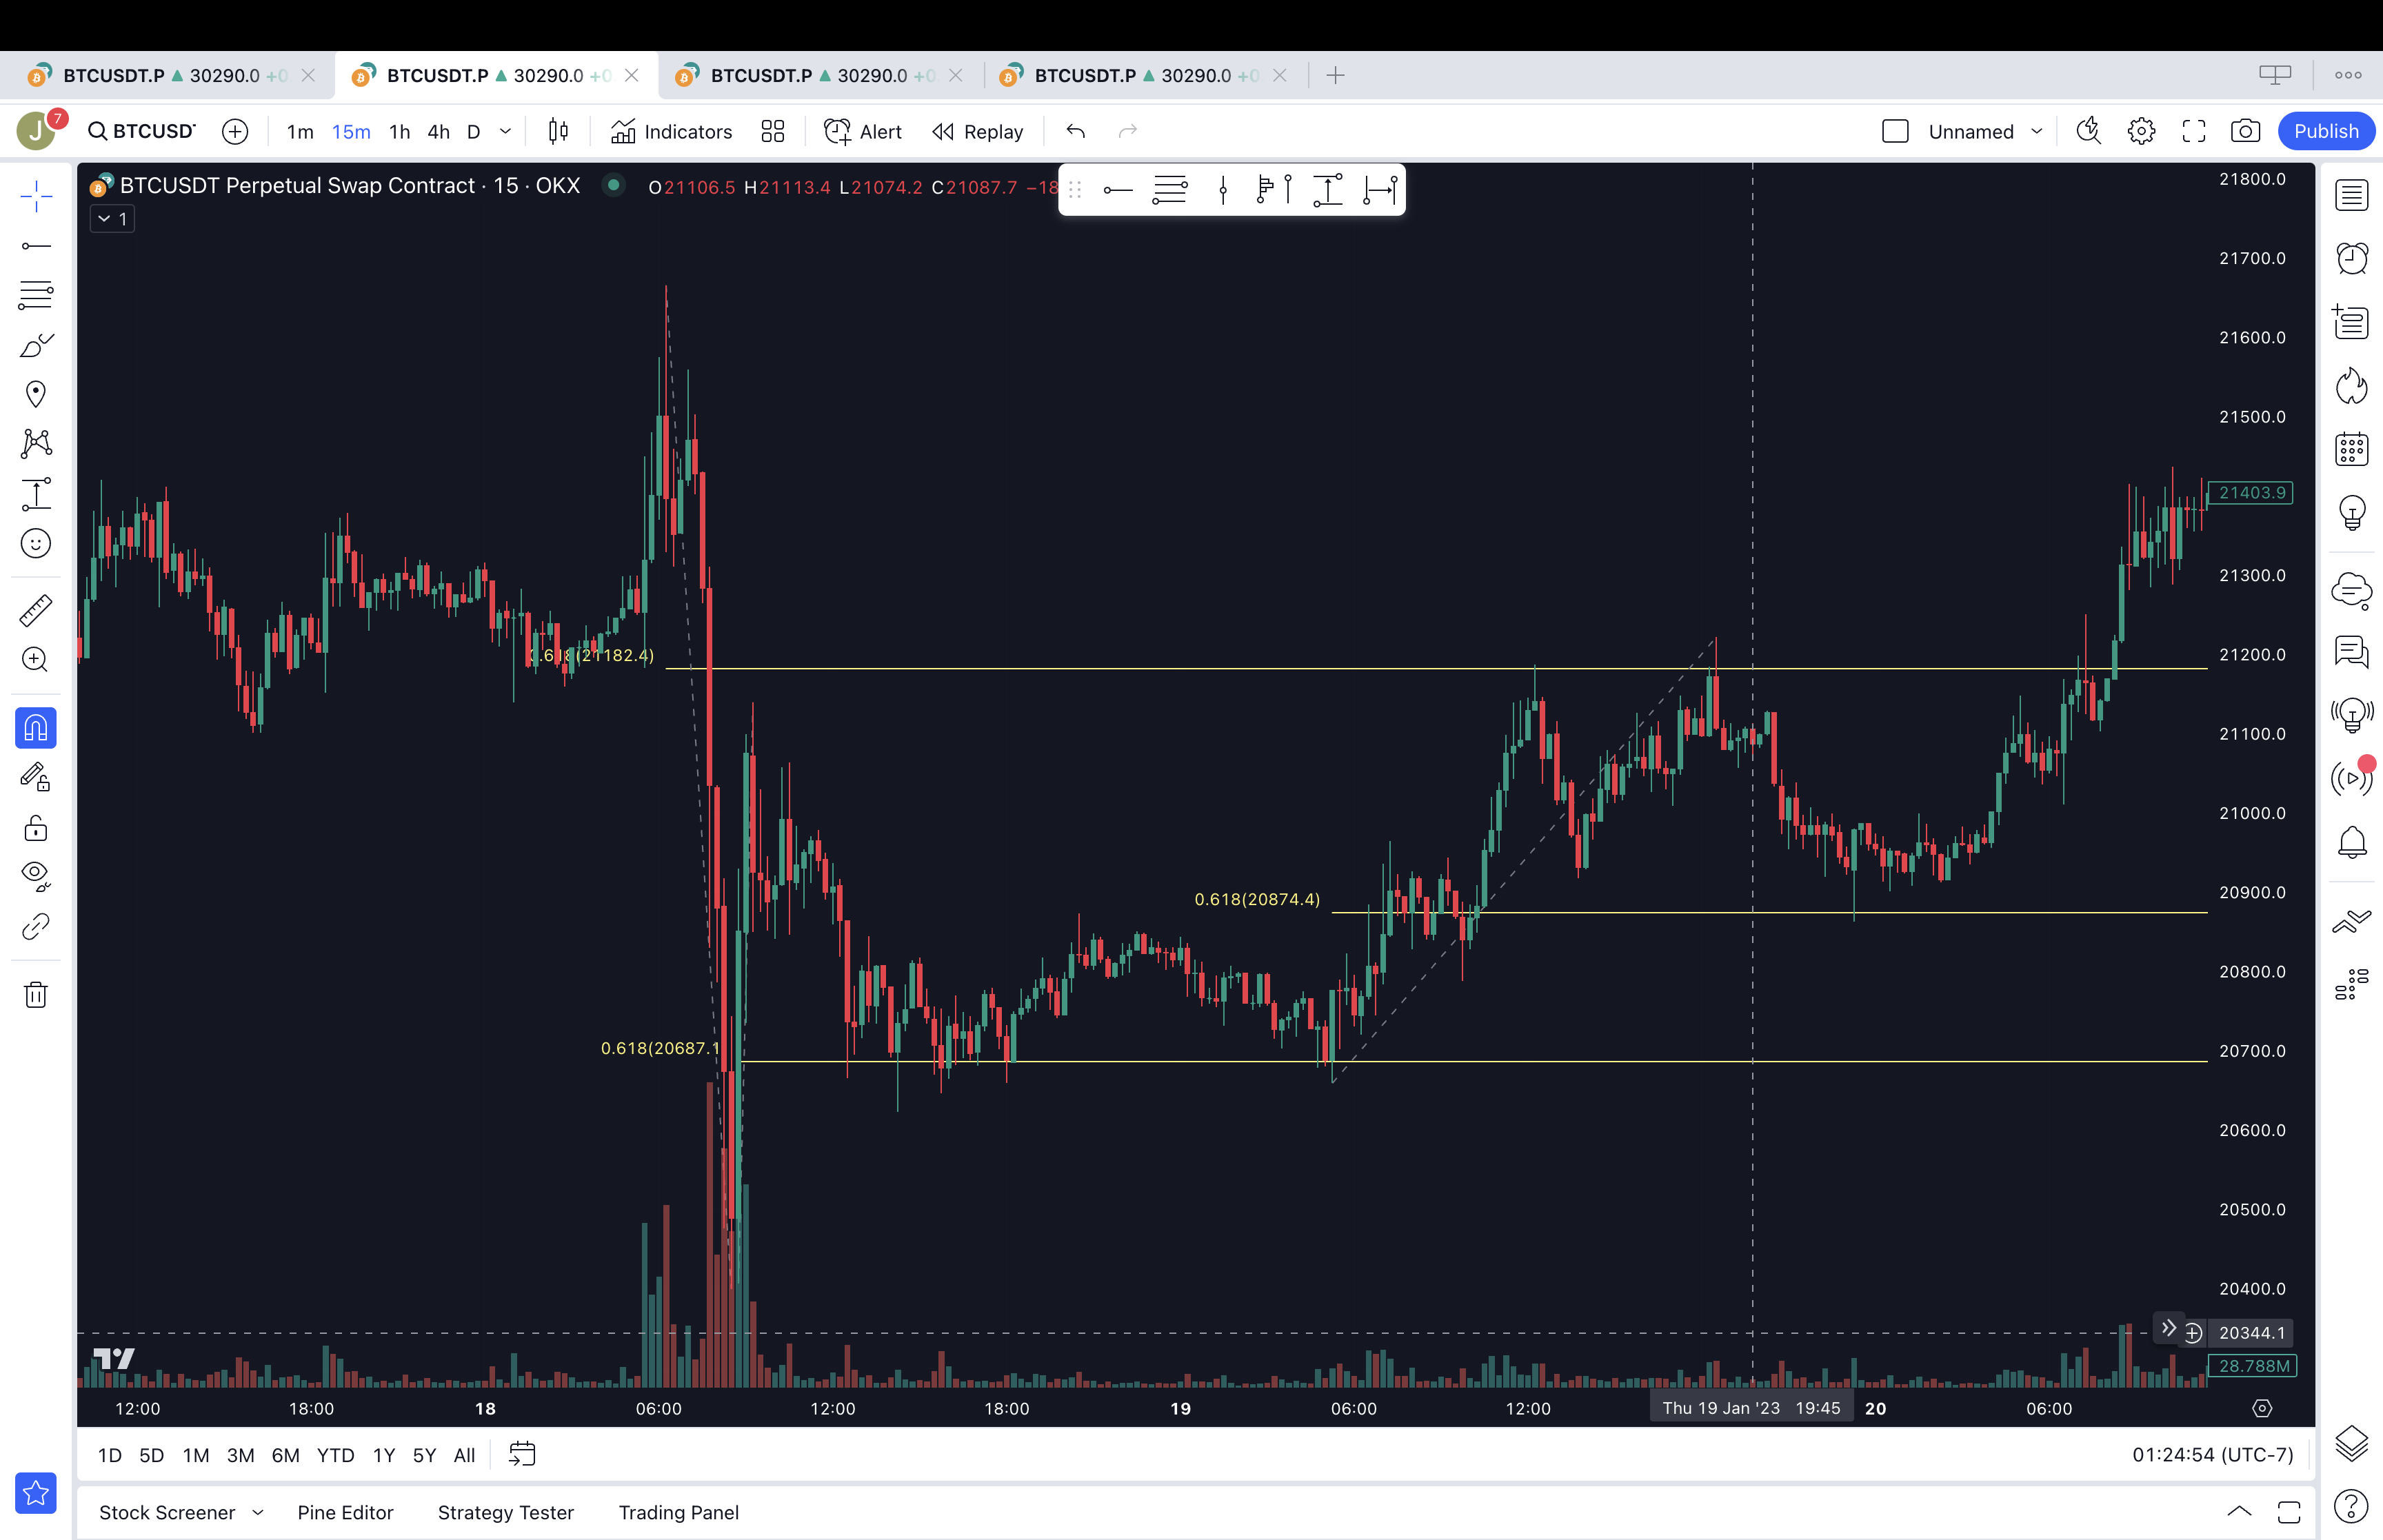 BTCUSDT.P ▲ 30290.0 +0
BTCUSDT.P ▲ 30290.0 +0
BTCUSDT.P ▲ 30290.0 +0
BTCUSDT.P ▲ 30290.0 +0
J 7 BTCUSD 1m 15m 1h 4h D Indicators Alert Replay Unnamed Publish
BTCUSDT Perpetual Swap Contract · 15 · OKX O21106.5 H21113.4 L21074.2 C21087.7 −18
1
21800.0
21700.0
21600.0
21500.0
21403.9
21300.0
21200.0
21100.0
21000.0
20900.0
20800.0
20700.0
20600.0
20500.0
20400.0
20344.1
28.788M
0.618(21182.4)
0.618(20874.4)
0.618(20687.1
12:00 18:00 18 06:00 12:00 18:00 19 06:00 12:00 Thu 19 Jan '23 19:45 20 06:00
1D 5D 1M 3M 6M YTD 1Y 5Y All 01:24:54 (UTC-7)
Stock Screener Pine Editor Strategy Tester Trading Panel